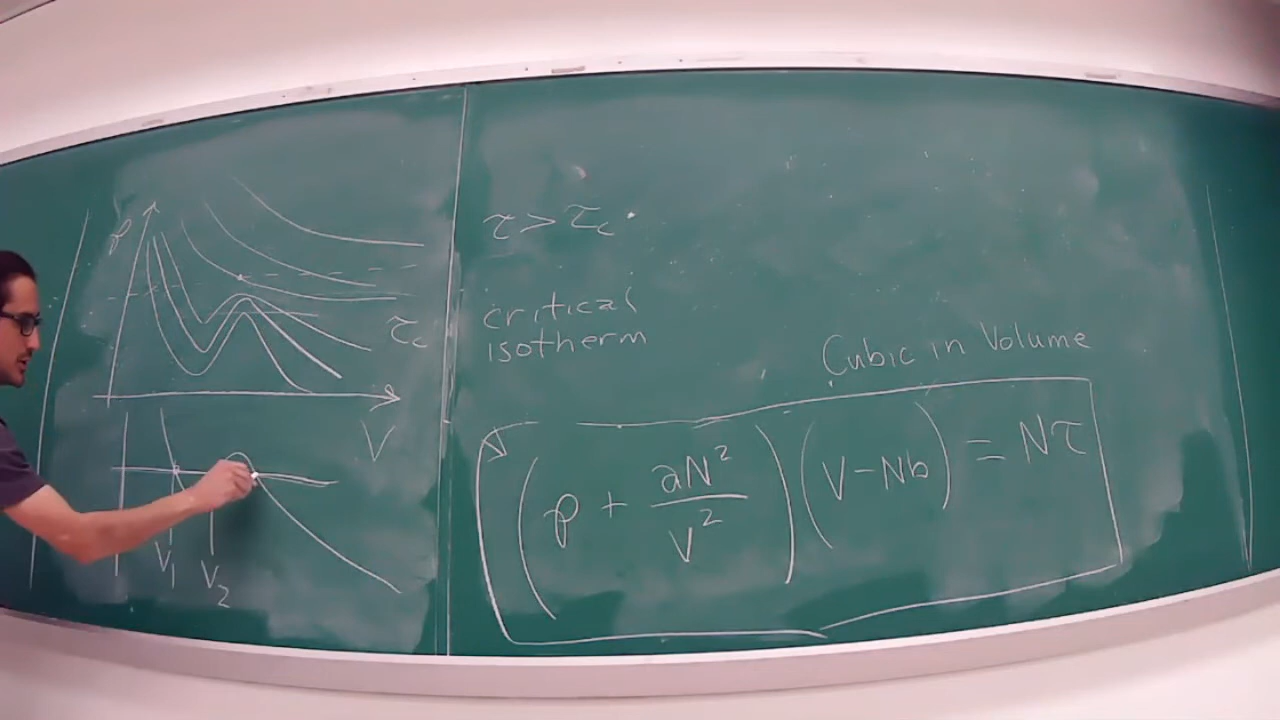 p
τ_c
V
V_1
V_2
τ > τ_c
critical
isotherm
Cubic in Volume
(p + aN²/V²)(V-Nb) = Nτ